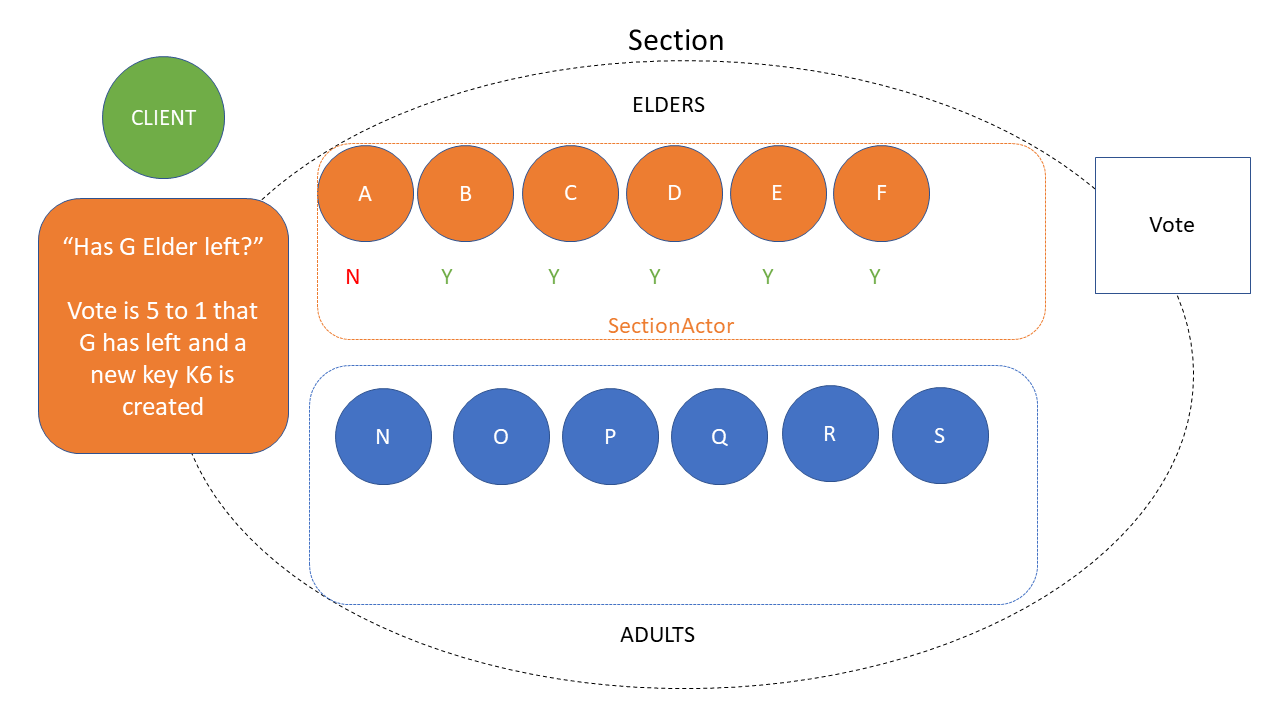 Section
ELDERS
CLIENT
A B C D E F
Vote
“Has G Elder left?”
N Y Y Y Y Y
Vote is 5 to 1 that
G has left and a
new key K6 is
created
SectionActor
N O P Q R S
ADULTS